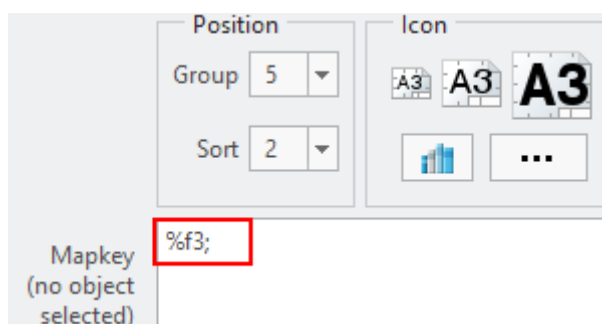 Position
Icon
Group 5
A3 A3 A3
Sort 2
...
%f3;
Mapkey
(no object
selected)